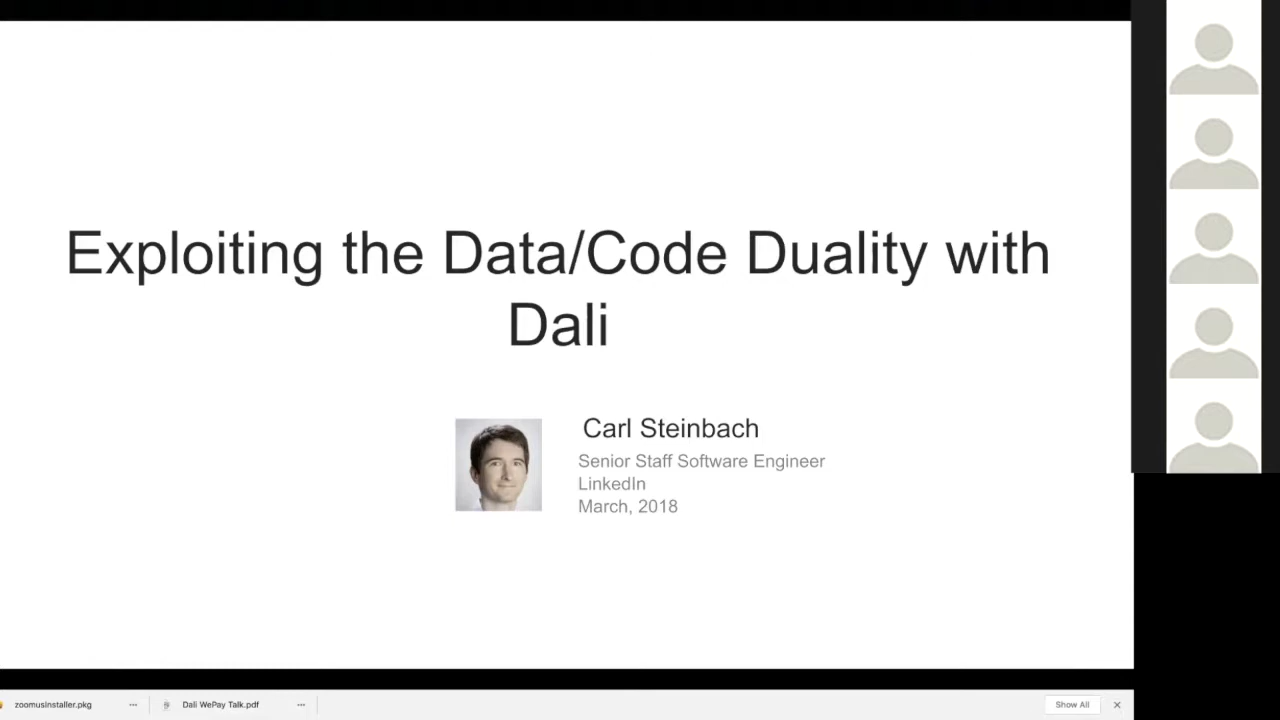 Exploiting the Data/Code Duality with
Dali
Carl Steinbach
Senior Staff Software Engineer
LinkedIn
March, 2018
zoomusInstaller.pkg
Dali WePay Talk.pdf
Show All